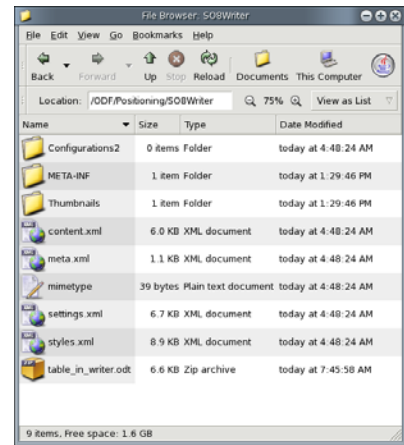 File Browser: SO8Writer
File Edit View Go Bookmarks Help
Back Forward Up Stop Reload Documents This Computer
Location: /ODF/Positioning/SO8Writer 75% View as List
Name Size Type Date Modified
Configurations2 0 items Folder today at 4:48:24 AM
META-INF 1 item Folder today at 1:29:46 PM
Thumbnails 1 item Folder today at 1:29:46 PM
content.xml 6.0 KB XML document today at 4:48:24 AM
meta.xml 1.1 KB XML document today at 4:48:24 AM
mimetype 39 bytes Plain text document today at 4:48:24 AM
settings.xml 6.7 KB XML document today at 4:48:24 AM
styles.xml 8.9 KB XML document today at 4:48:24 AM
table_in_writer.odt 6.6 KB Zip archive today at 7:45:58 AM
9 items, Free space: 1.6 GB